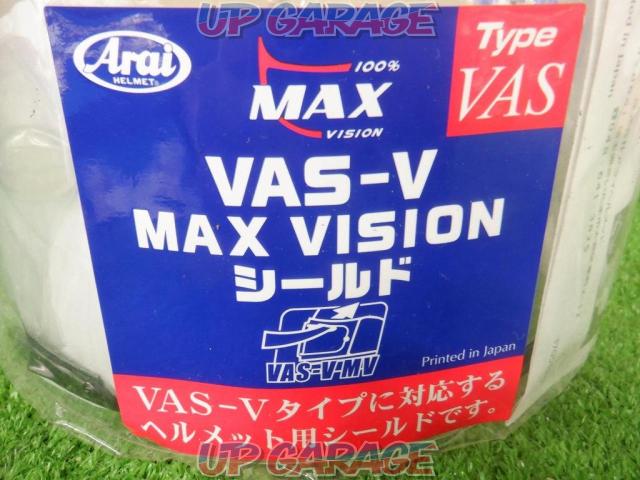 UP GARAGE
Arai
HELMET
100%
MAX
VISION
Type
VAS
VAS-V
MAX VISION
シールド
VAS-V-MV
Printed in Japan
VAS-Vタイプに対応する
ヘルメット用シールドです。
UP GARAGE